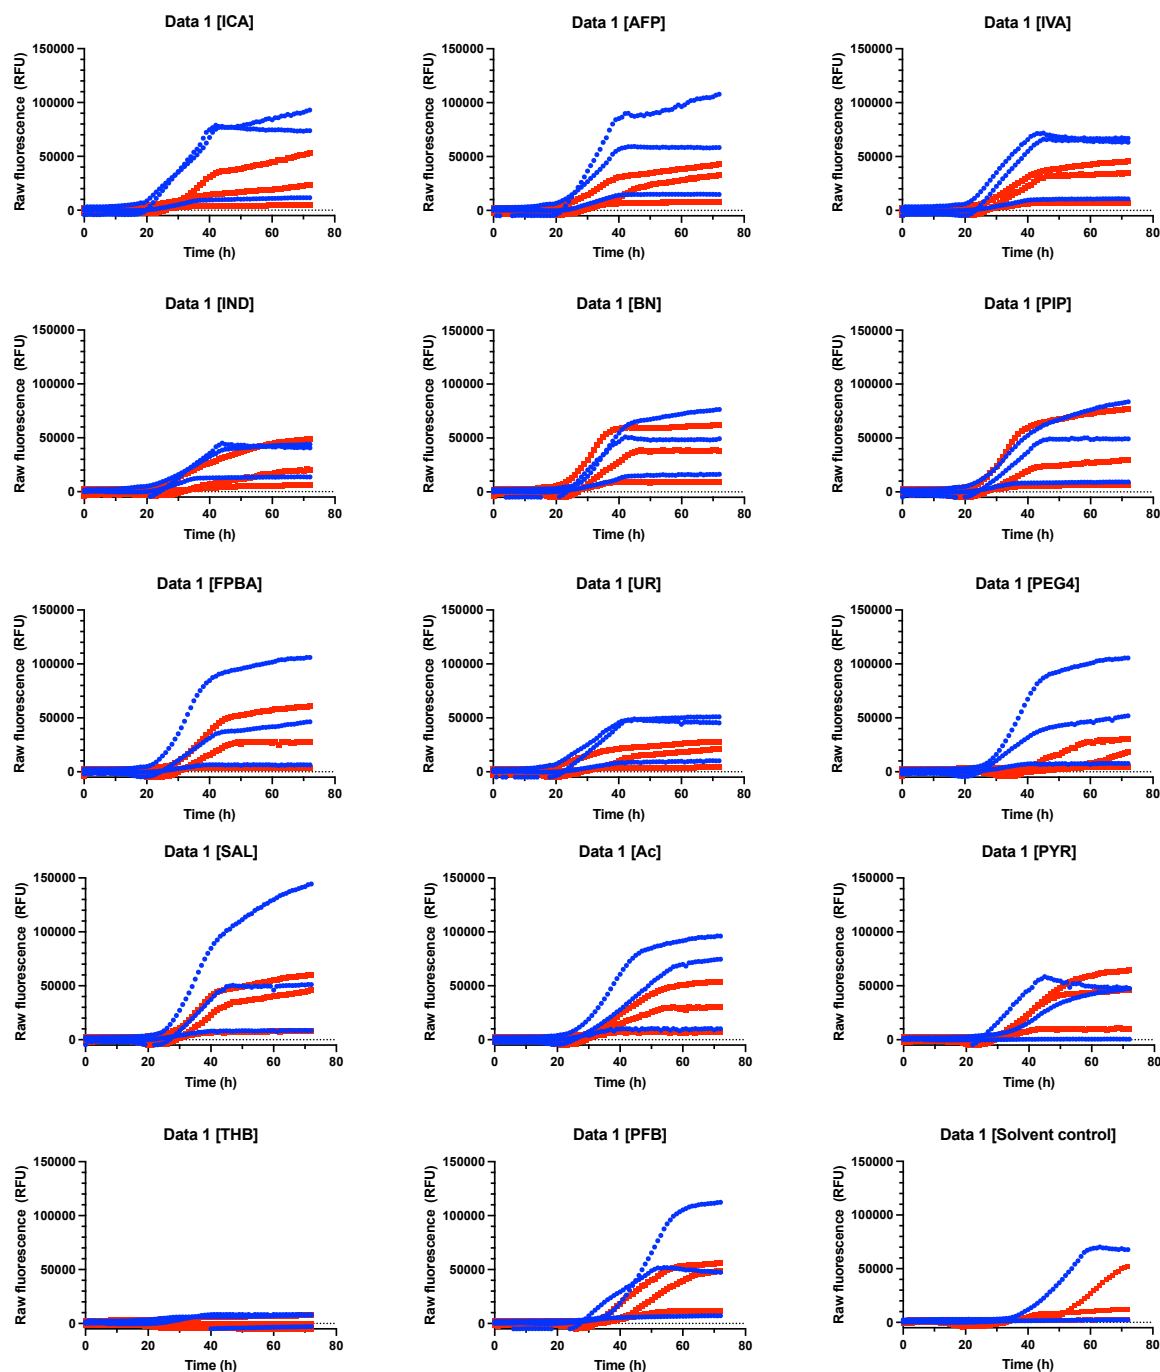 Data 1 [ICA]
Raw fluorescence (RFU)
150000
100000
50000
0
0 20 40 60 80
Time (h)
Data 1 [AFP]
Raw fluorescence (RFU)
150000
100000
50000
0
0 20 40 60 80
Time (h)
Data 1 [IVA]
Raw fluorescence (RFU)
150000
100000
50000
0
0 20 40 60 80
Time (h)
Data 1 [IND]
Raw fluorescence (RFU)
150000
100000
50000
0
0 20 40 60 80
Time (h)
Data 1 [BN]
Raw fluorescence (RFU)
150000
100000
50000
0
0 20 40 60 80
Time (h)
Data 1 [PIP]
Raw fluorescence (RFU)
150000
100000
50000
0
0 20 40 60 80
Time (h)
Data 1 [FPBA]
Raw fluorescence (RFU)
150000
100000
50000
0
0 20 40 60 80
Time (h)
Data 1 [UR]
Raw fluorescence (RFU)
150000
100000
50000
0
0 20 40 60 80
Time (h)
Data 1 [PEG4]
Raw fluorescence (RFU)
150000
100000
50000
0
0 20 40 60 80
Time (h)
Data 1 [SAL]
Raw fluorescence (RFU)
150000
100000
50000
0
0 20 40 60 80
Time (h)
Data 1 [Ac]
Raw fluorescence (RFU)
150000
100000
50000
0
0 20 40 60 80
Time (h)
Data 1 [PYR]
Raw fluorescence (RFU)
150000
100000
50000
0
0 20 40 60 80
Time (h)
Data 1 [THB]
Raw fluorescence (RFU)
150000
100000
50000
0
0 20 40 60 80
Time (h)
Data 1 [PFB]
Raw fluorescence (RFU)
150000
100000
50000
0
0 20 40 60 80
Time (h)
Data 1 [Solvent control]
Raw fluorescence (RFU)
150000
100000
50000
0
0 20 40 60 80
Time (h)